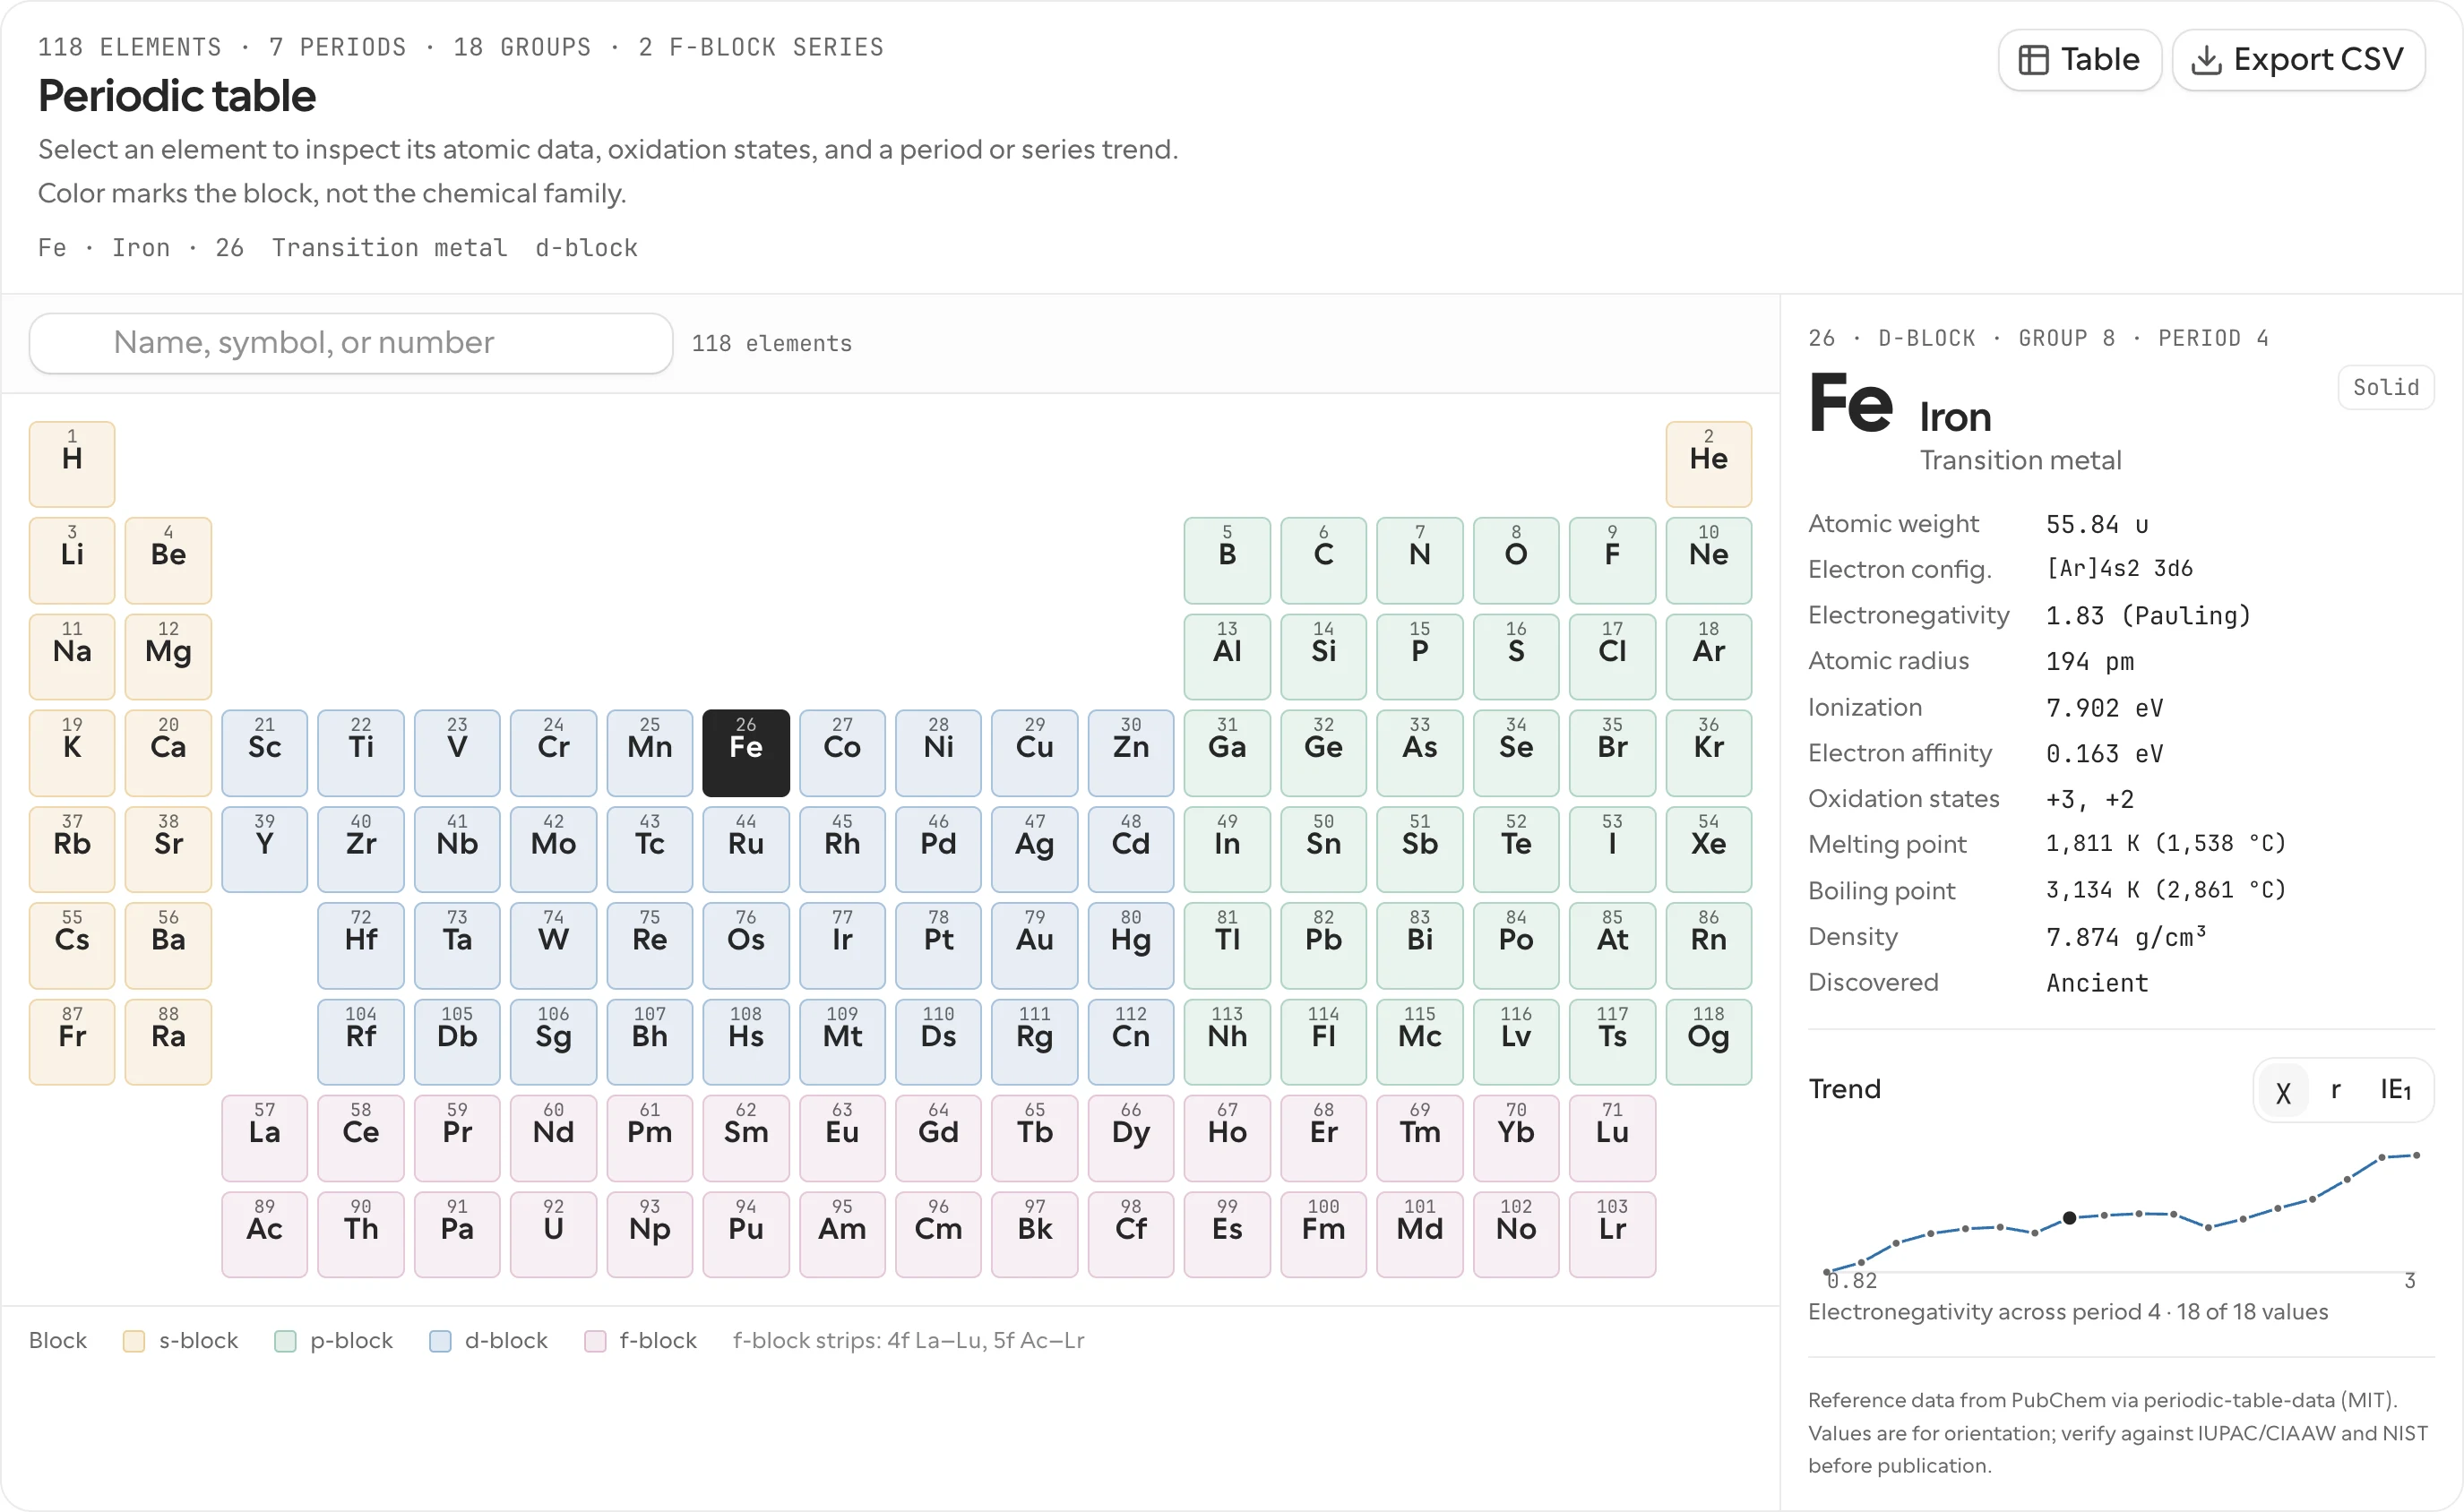 118 ELEMENTS · 7 PERIODS · 18 GROUPS · 2 F-BLOCK SERIES
Periodic table
Select an element to inspect its atomic data, oxidation states, and a period or series trend.
Color marks the block, not the chemical family.
Fe · Iron · 26 Transition metal d-block
Table
Export CSV
Name, symbol, or number
118 elements
1 2
H He
3 4 5 6 7 8 9 10
Li Be B C N O F Ne
11 12 13 14 15 16 17 18
Na Mg Al Si P S Cl Ar
19 20 21 22 23 24 25 26 27 28 29 30 31 32 33 34 35 36
K Ca Sc Ti V Cr Mn Fe Co Ni Cu Zn Ga Ge As Se Br Kr
37 38 39 40 41 42 43 44 45 46 47 48 49 50 51 52 53 54
Rb Sr Y Zr Nb Mo Tc Ru Rh Pd Ag Cd In Sn Sb Te I Xe
55 56 72 73 74 75 76 77 78 79 80 81 82 83 84 85 86
Cs Ba Hf Ta W Re Os Ir Pt Au Hg Tl Pb Bi Po At Rn
87 88 104 105 106 107 108 109 110 111 112 113 114 115 116 117 118
Fr Ra Rf Db Sg Bh Hs Mt Ds Rg Cn Nh Fl Mc Lv Ts Og
57 58 59 60 61 62 63 64 65 66 67 68 69 70 71
La Ce Pr Nd Pm Sm Eu Gd Tb Dy Ho Er Tm Yb Lu
89 90 91 92 93 94 95 96 97 98 99 100 101 102 103
Ac Th Pa U Np Pu Am Cm Bk Cf Es Fm Md No Lr
Block s-block p-block d-block f-block f-block strips: 4f La–Lu, 5f Ac–Lr
26 · D-BLOCK · GROUP 8 · PERIOD 4
Fe Iron
Solid
Transition metal
Atomic weight 55.84 u
Electron config. [Ar]4s2 3d6
Electronegativity 1.83 (Pauling)
Atomic radius 194 pm
Ionization 7.902 eV
Electron affinity 0.163 eV
Oxidation states +3, +2
Melting point 1,811 K (1,538 °C)
Boiling point 3,134 K (2,861 °C)
Density 7.874 g/cm³
Discovered Ancient
Trend χ r IE₁
0.82 3
Electronegativity across period 4 · 18 of 18 values
Reference data from PubChem via periodic-table-data (MIT).
Values are for orientation; verify against IUPAC/CIAAW and NIST
before publication.